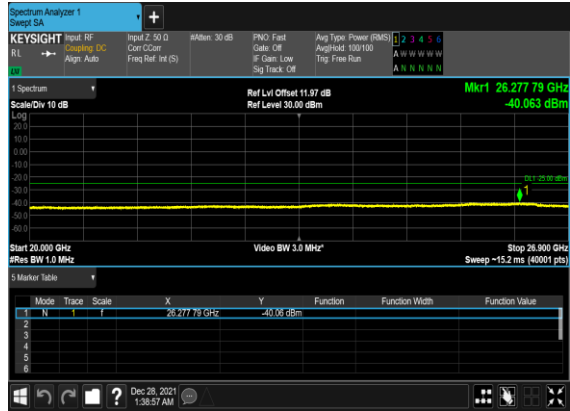 Spectrum Analyzer 1
Swept SA
+
KEYSIGHT Input: RF Input Z: 50 Ω #Atten: 30 dB PNO: Fast Avg Type: Power (RMS) 1 2 3 4 5 6
RL Coupling: DC Corr CCorr Gate: Off Avg|Hold: 100/100 A W W W W W
Align: Auto Freq Ref: Int (S) IF Gain: Low Trig: Free Run
LW Sig Track: Off A N N N N N
1 Spectrum Ref Lvl Offset 11.97 dB Mkr1 26.277 79 GHz
Scale/Div 10 dB Ref Level 30.00 dBm -40.063 dBm
Log
20.0
10.0
0.00
-10.0
-20.0
DL1 -25.00 dBm
-30.0
1
-40.0
-50.0
-60.0
Start 20.000 GHz Video BW 3.0 MHz* Stop 26.900 GHz
#Res BW 1.0 MHz Sweep ~15.2 ms (40001 pts)
5 Marker Table
Mode Trace Scale X Y Function Function Width Function Value
1 N 1 f 26.277 79 GHz -40.06 dBm
2
3
4
5
6
? Dec 28, 2021
1:38:57 AM